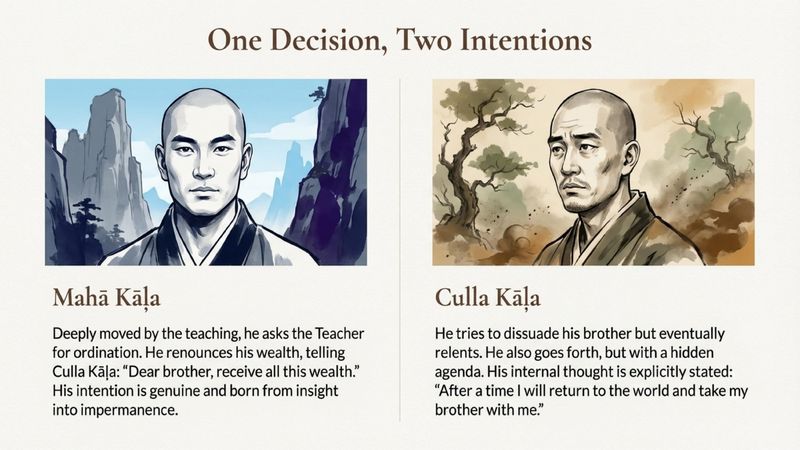 One Decision, Two Intentions
Mahā Kāḷa
Deeply moved by the teaching, he asks the Teacher
for ordination. He renounces his wealth, telling
Culla Kāḷa: “Dear brother, receive all this wealth.”
His intention is genuine and born from insight
into impermanence.
Culla Kāḷa
He tries to dissuade his brother but eventually
relents. He also goes forth, but with a hidden
agenda. His internal thought is explicitly stated:
“After a time I will return to the world and take my
brother with me.”